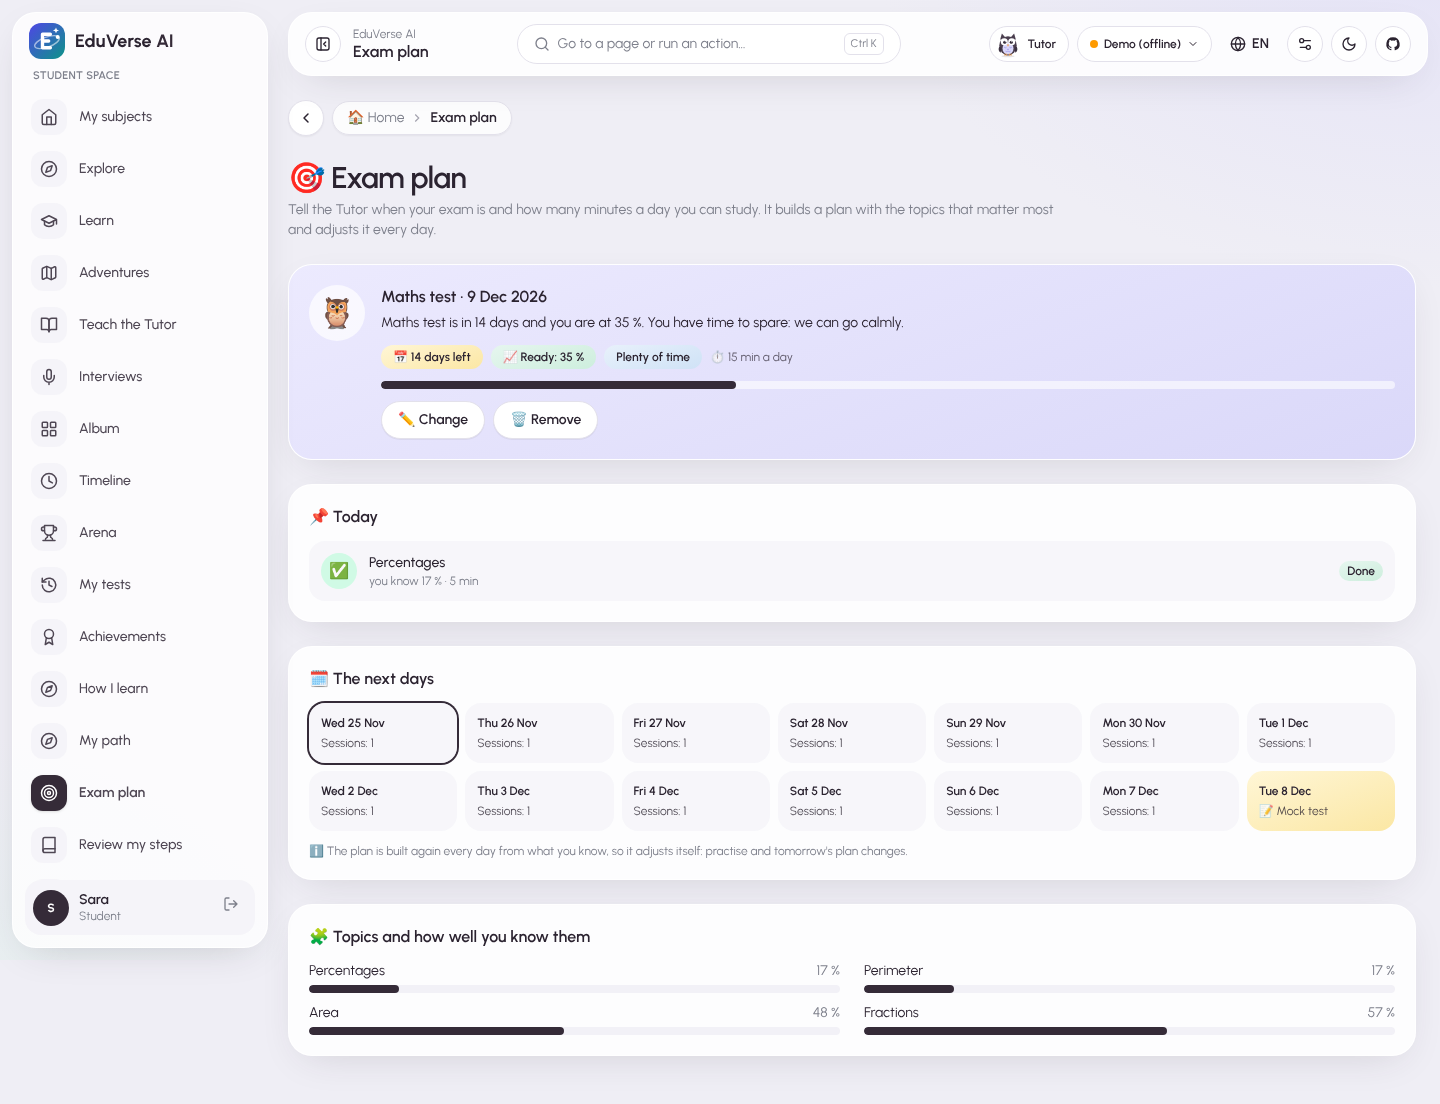 EduVerse AI
STUDENT SPACE
My subjects
Explore
Learn
Adventures
Teach the Tutor
Interviews
Album
Timeline
Arena
My tests
Achievements
How I learn
My path
Exam plan
Review my steps
S
Sara
Student
EduVerse AI
Exam plan
Go to a page or run an action...
Ctrl K
Tutor
Demo (offline)
EN
Home
Exam plan
Exam plan
Tell the Tutor when your exam is and how many minutes a day you can study. It builds a plan with the topics that matter most
and adjusts it every day.
Maths test · 9 Dec 2026
Maths test is in 14 days and you are at 35 %. You have time to spare: we can go calmly.
14 days left
Ready: 35 %
Plenty of time
15 min a day
Change
Remove
Today
Percentages
you know 17 % · 5 min
Done
The next days
Wed 25 Nov
Sessions: 1
Thu 26 Nov
Sessions: 1
Fri 27 Nov
Sessions: 1
Sat 28 Nov
Sessions: 1
Sun 29 Nov
Sessions: 1
Mon 30 Nov
Sessions: 1
Tue 1 Dec
Sessions: 1
Wed 2 Dec
Sessions: 1
Thu 3 Dec
Sessions: 1
Fri 4 Dec
Sessions: 1
Sat 5 Dec
Sessions: 1
Sun 6 Dec
Sessions: 1
Mon 7 Dec
Sessions: 1
Tue 8 Dec
Mock test
The plan is built again every day from what you know, so it adjusts itself: practise and tomorrow's plan changes.
Topics and how well you know them
Percentages 17 %
Perimeter 17 %
Area 48 %
Fractions 57 %